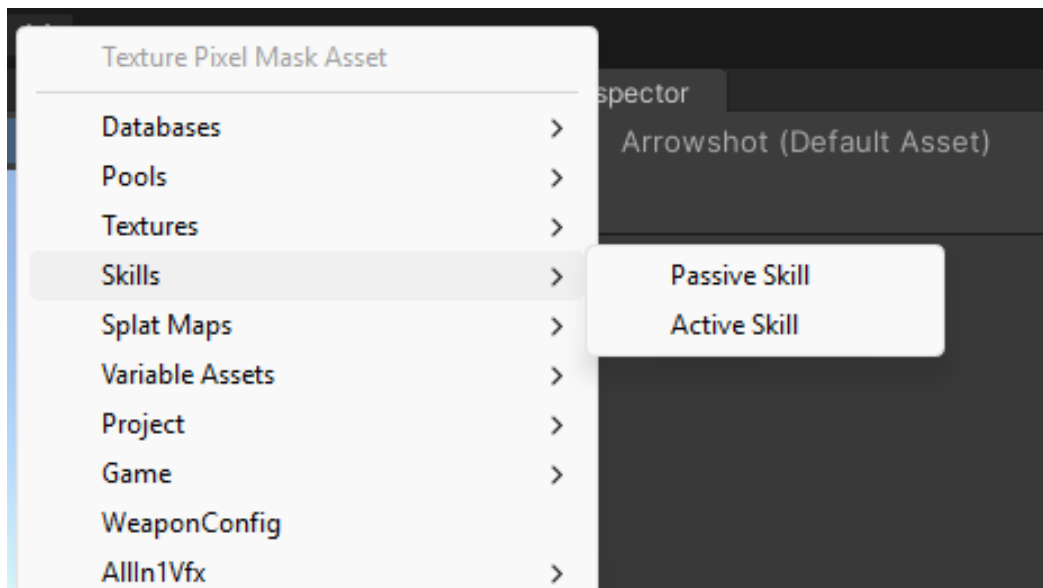 Texture Pixel Mask Asset
spector
Arrowshot (Default Asset)
Databases
Pools
Textures
Skills
Passive Skill
Splat Maps
Active Skill
Variable Assets
Project
Game
WeaponConfig
AllIn1Vfx